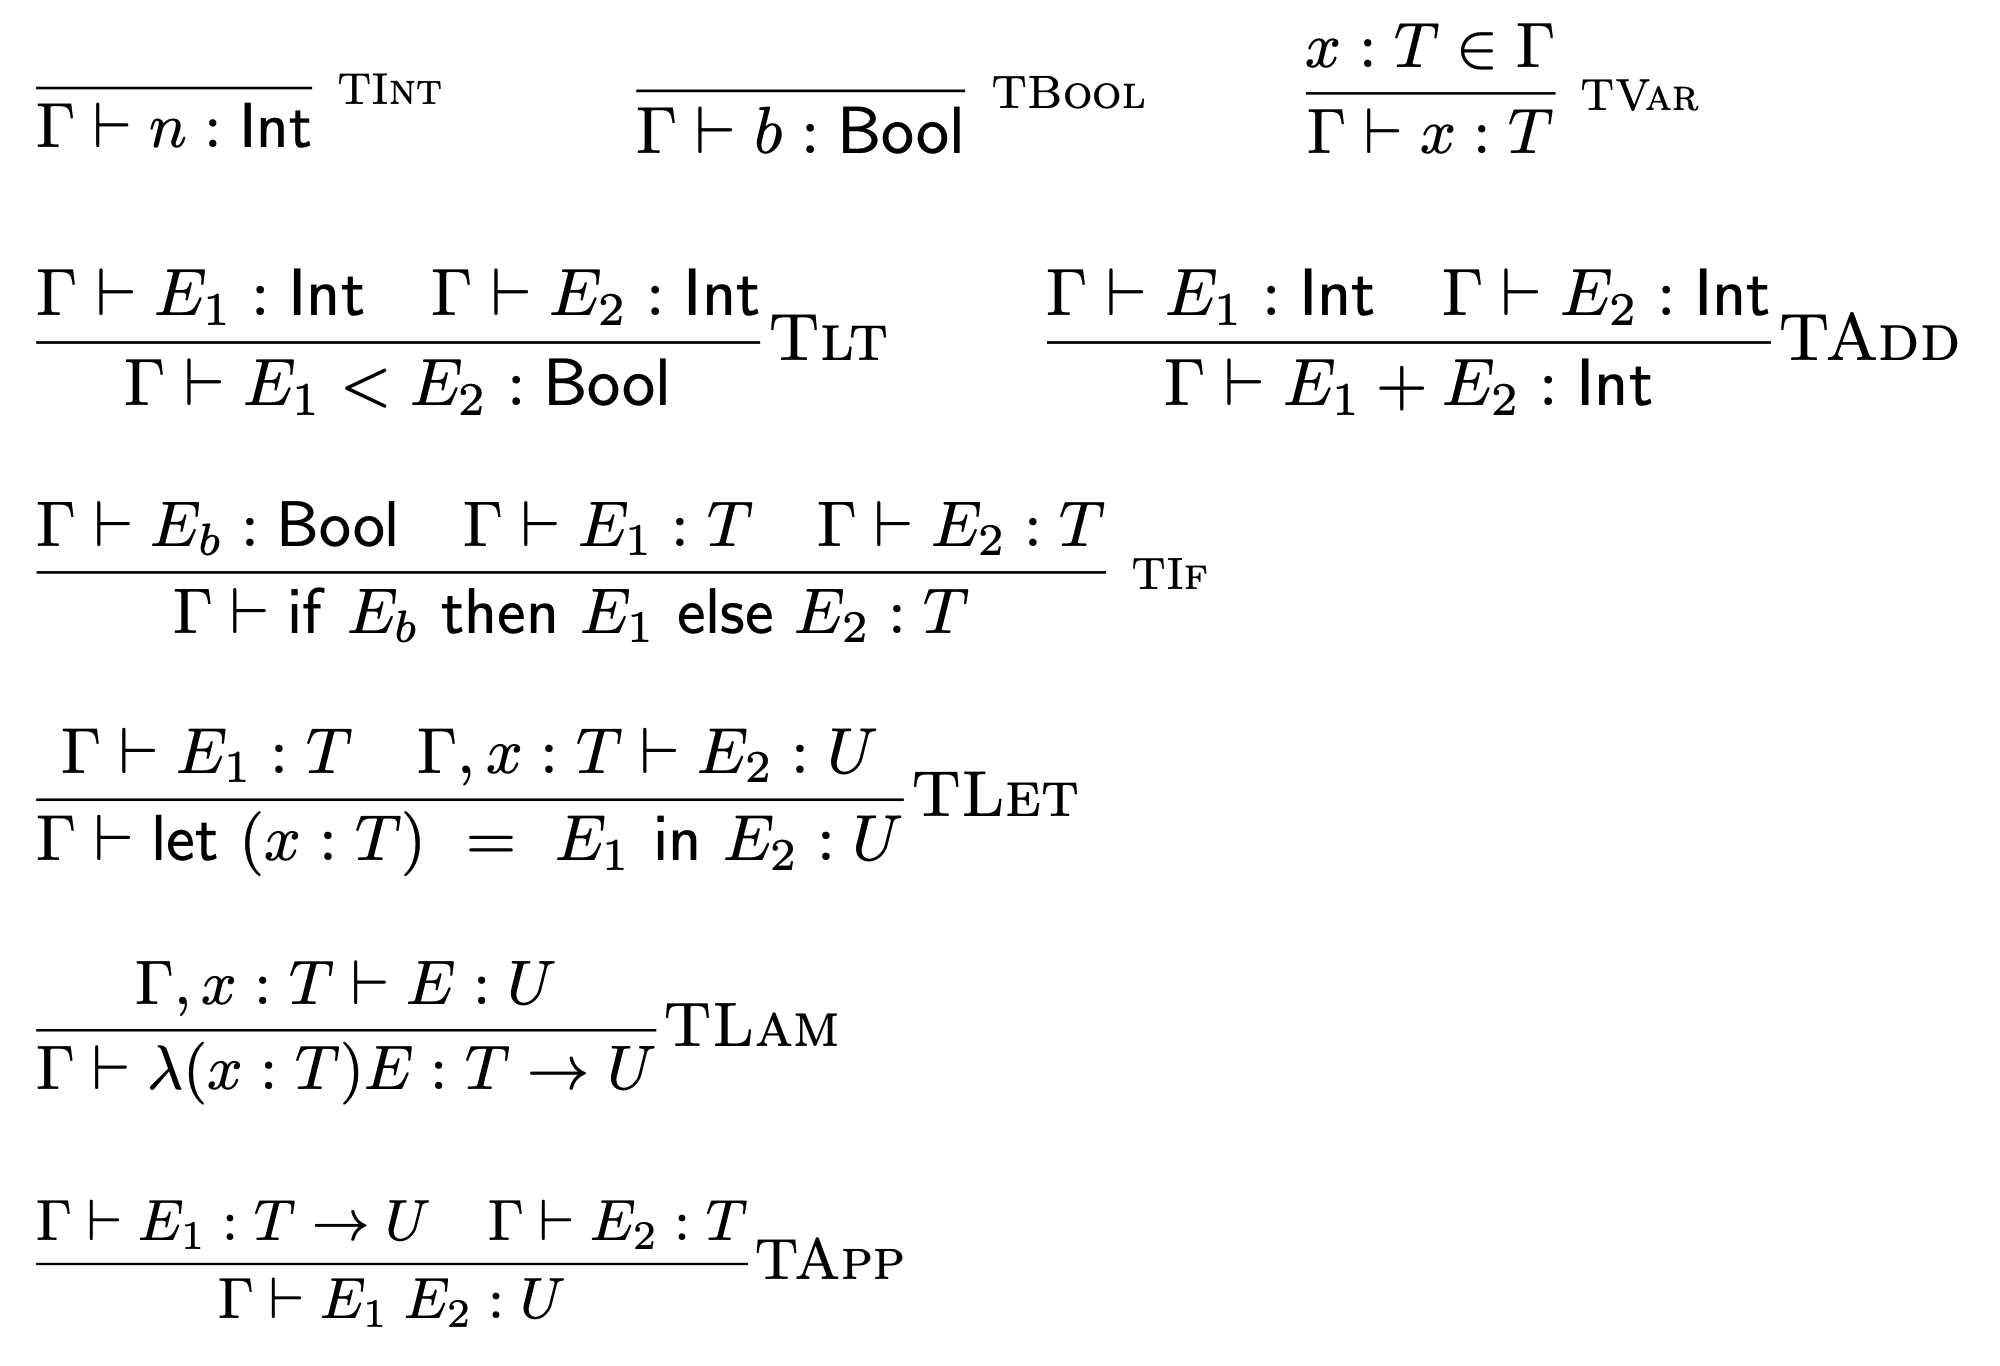 x : T ∈ Γ
TInt TBool TVar
Γ ⊢ n : Int Γ ⊢ b : Bool Γ ⊢ x : T
Γ ⊢ E₁ : Int Γ ⊢ E₂ : Int Γ ⊢ E₁ : Int Γ ⊢ E₂ : Int
Tlt TAdd
Γ ⊢ E₁ < E₂ : Bool Γ ⊢ E₁ + E₂ : Int
Γ ⊢ E_b : Bool Γ ⊢ E₁ : T Γ ⊢ E₂ : T
TIf
Γ ⊢ if E_b then E₁ else E₂ : T
Γ ⊢ E₁ : T Γ, x : T ⊢ E₂ : U
TLet
Γ ⊢ let (x : T) = E₁ in E₂ : U
Γ, x : T ⊢ E : U
TLam
Γ ⊢ λ(x : T)E : T → U
Γ ⊢ E₁ : T → U Γ ⊢ E₂ : T
TApp
Γ ⊢ E₁ E₂ : U